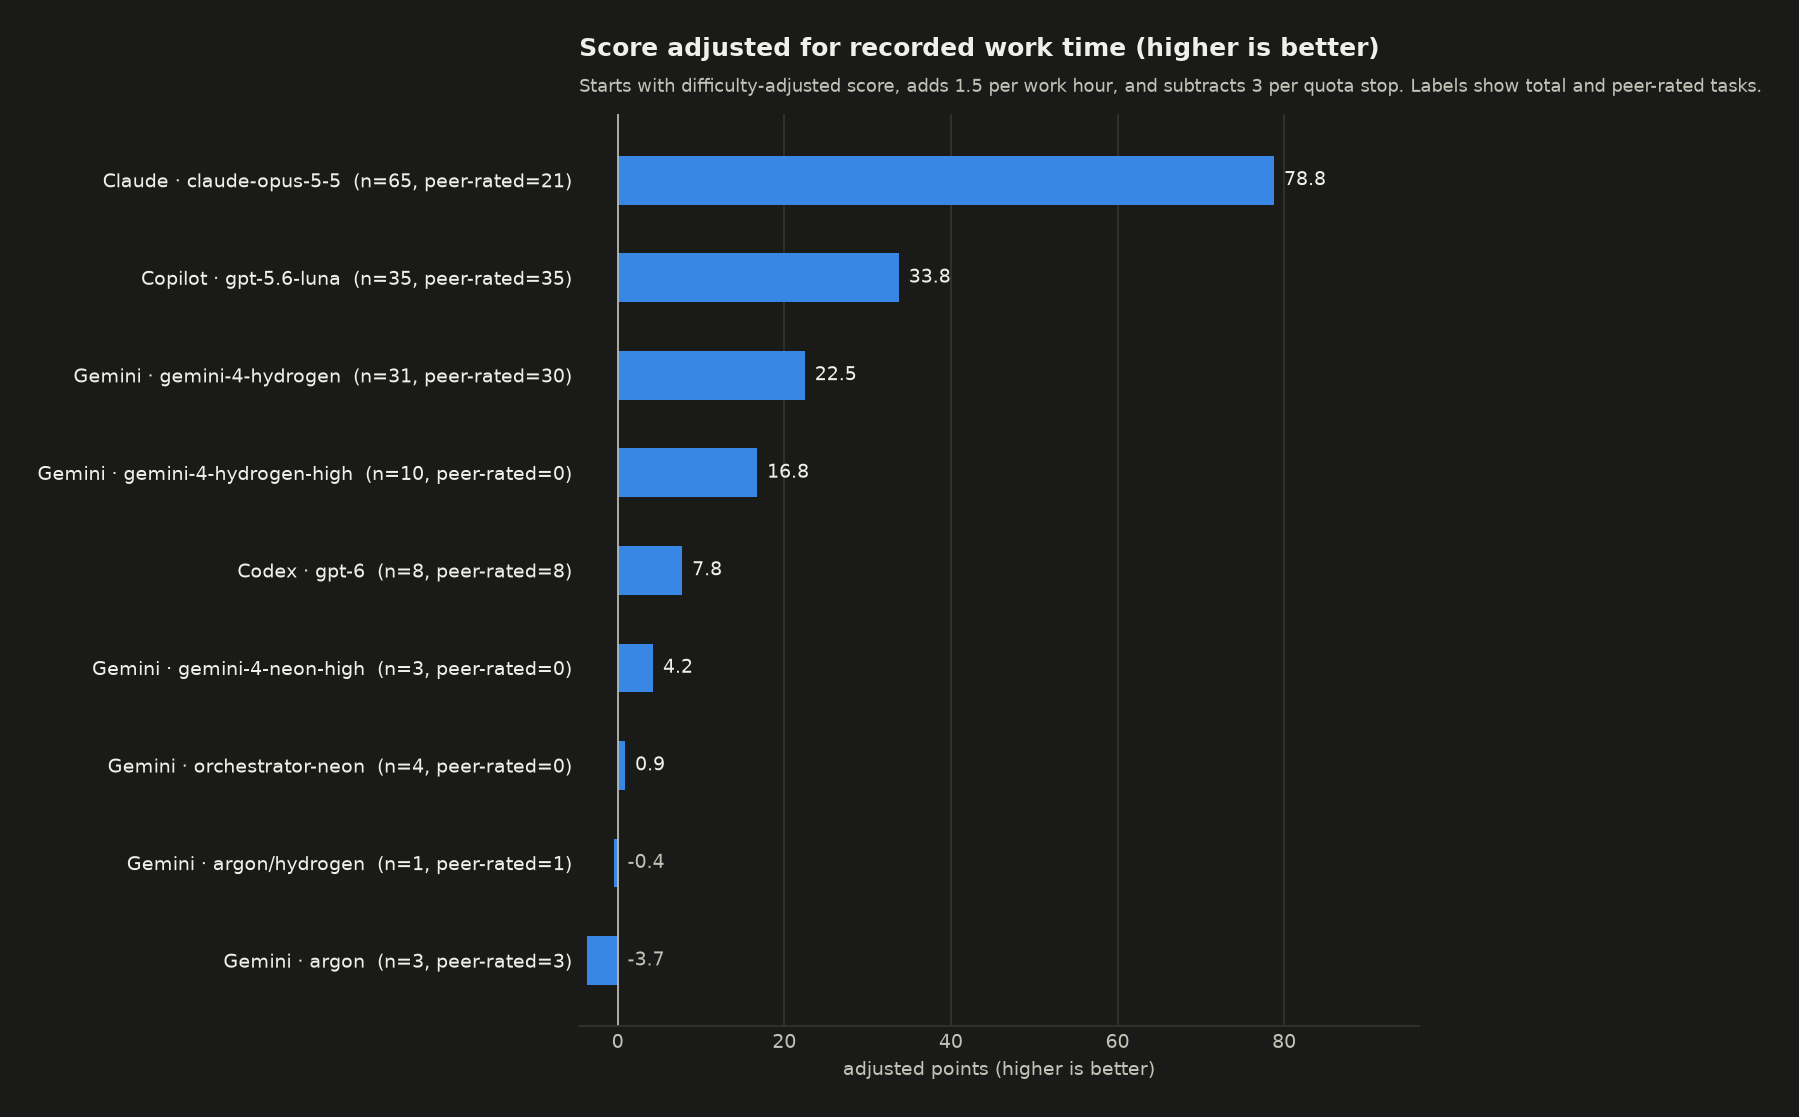 Score adjusted for recorded work time (higher is better)
Starts with difficulty-adjusted score, adds 1.5 per work hour, and subtracts 3 per quota stop. Labels show total and peer-rated tasks.
Claude · claude-opus-5-5 (n=65, peer-rated=21) 78.8
Copilot · gpt-5.6-luna (n=35, peer-rated=35) 33.8
Gemini · gemini-4-hydrogen (n=31, peer-rated=30) 22.5
Gemini · gemini-4-hydrogen-high (n=10, peer-rated=0) 16.8
Codex · gpt-6 (n=8, peer-rated=8) 7.8
Gemini · gemini-4-neon-high (n=3, peer-rated=0) 4.2
Gemini · orchestrator-neon (n=4, peer-rated=0) 0.9
Gemini · argon/hydrogen (n=1, peer-rated=1) -0.4
Gemini · argon (n=3, peer-rated=3) -3.7
0 20 40 60 80
adjusted points (higher is better)